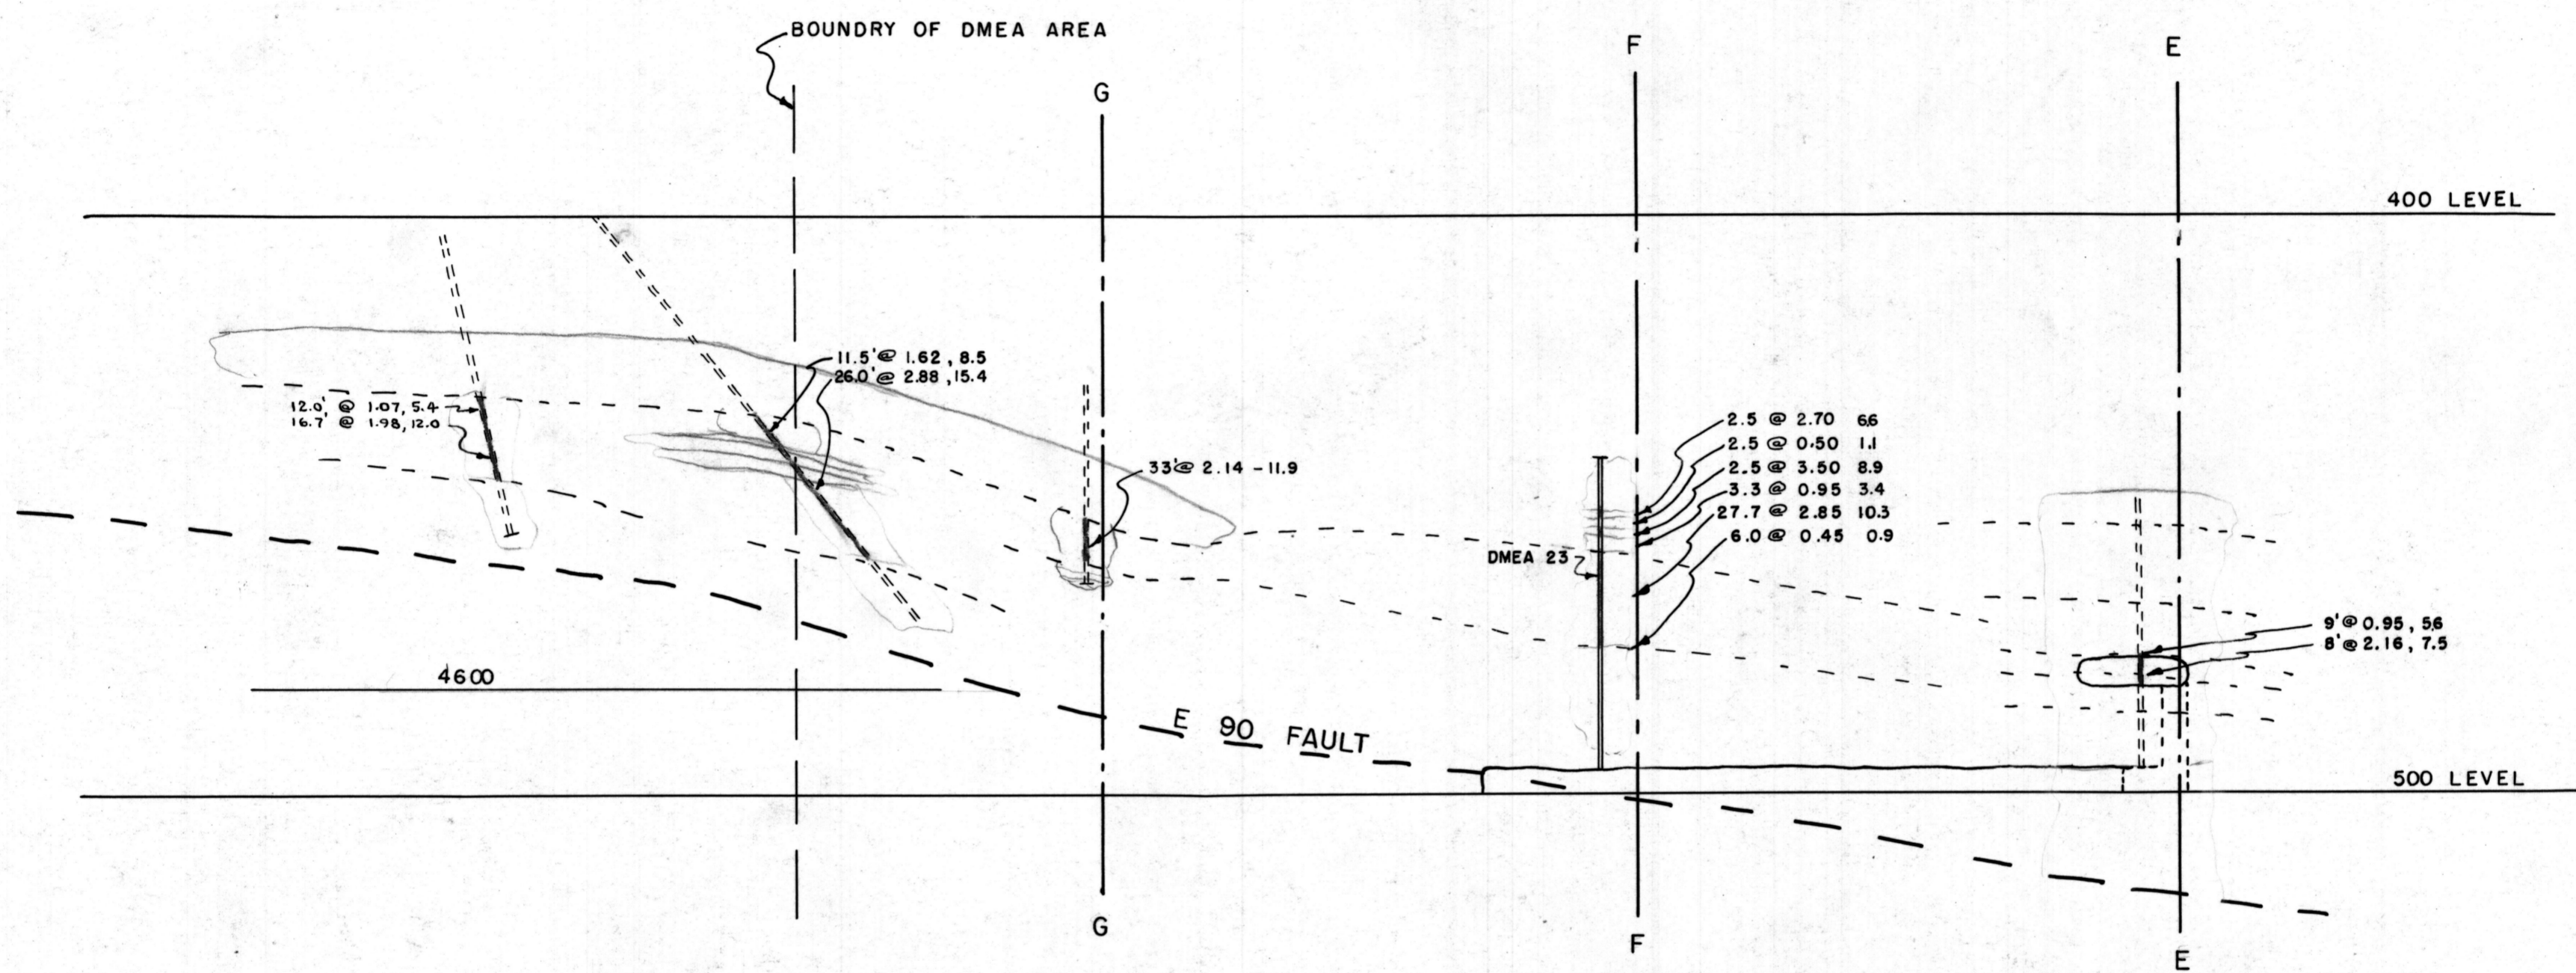 BOUNDRY OF DMEA AREA
F
E
G
400 LEVEL
11.5' @ 1.62, 8.5
26.0' @ 2.88, 15.4
12.0' @ 1.07, 5.4
16.7' @ 1.98, 12.0
33' @ 2.14 - 11.9
2.5 @ 2.70 6.6
2.5 @ 0.50 1.1
2.5 @ 3.50 8.9
3.3 @ 0.95 3.4
27.7 @ 2.85 10.3
6.0 @ 0.45 0.9
DMEA 23
9' @ 0.95, 5.6
8' @ 2.16, 7.5
4600
E 90 FAULT
500 LEVEL
G
F
E